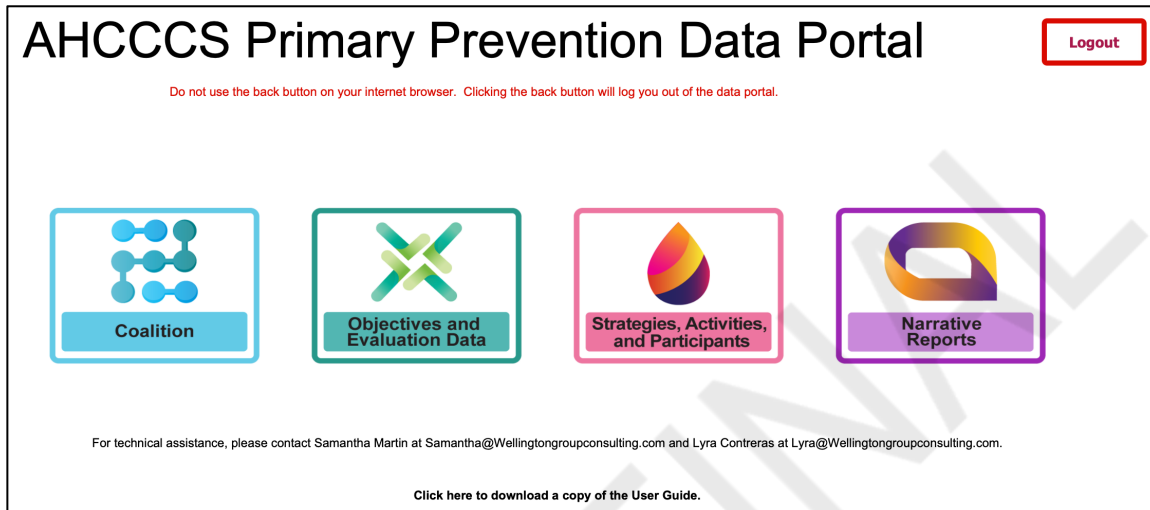 AHCCCS Primary Prevention Data Portal
Logout
Do not use the back button on your internet browser.  Clicking the back button will log you out of the data portal.
Coalition
Objectives and
Evaluation Data
Strategies, Activities,
and Participants
Narrative
Reports
For technical assistance, please contact Samantha Martin at Samantha@Wellingtongroupconsulting.com and Lyra Contreras at Lyra@Wellingtongroupconsulting.com.
Click here to download a copy of the User Guide.
FINAL